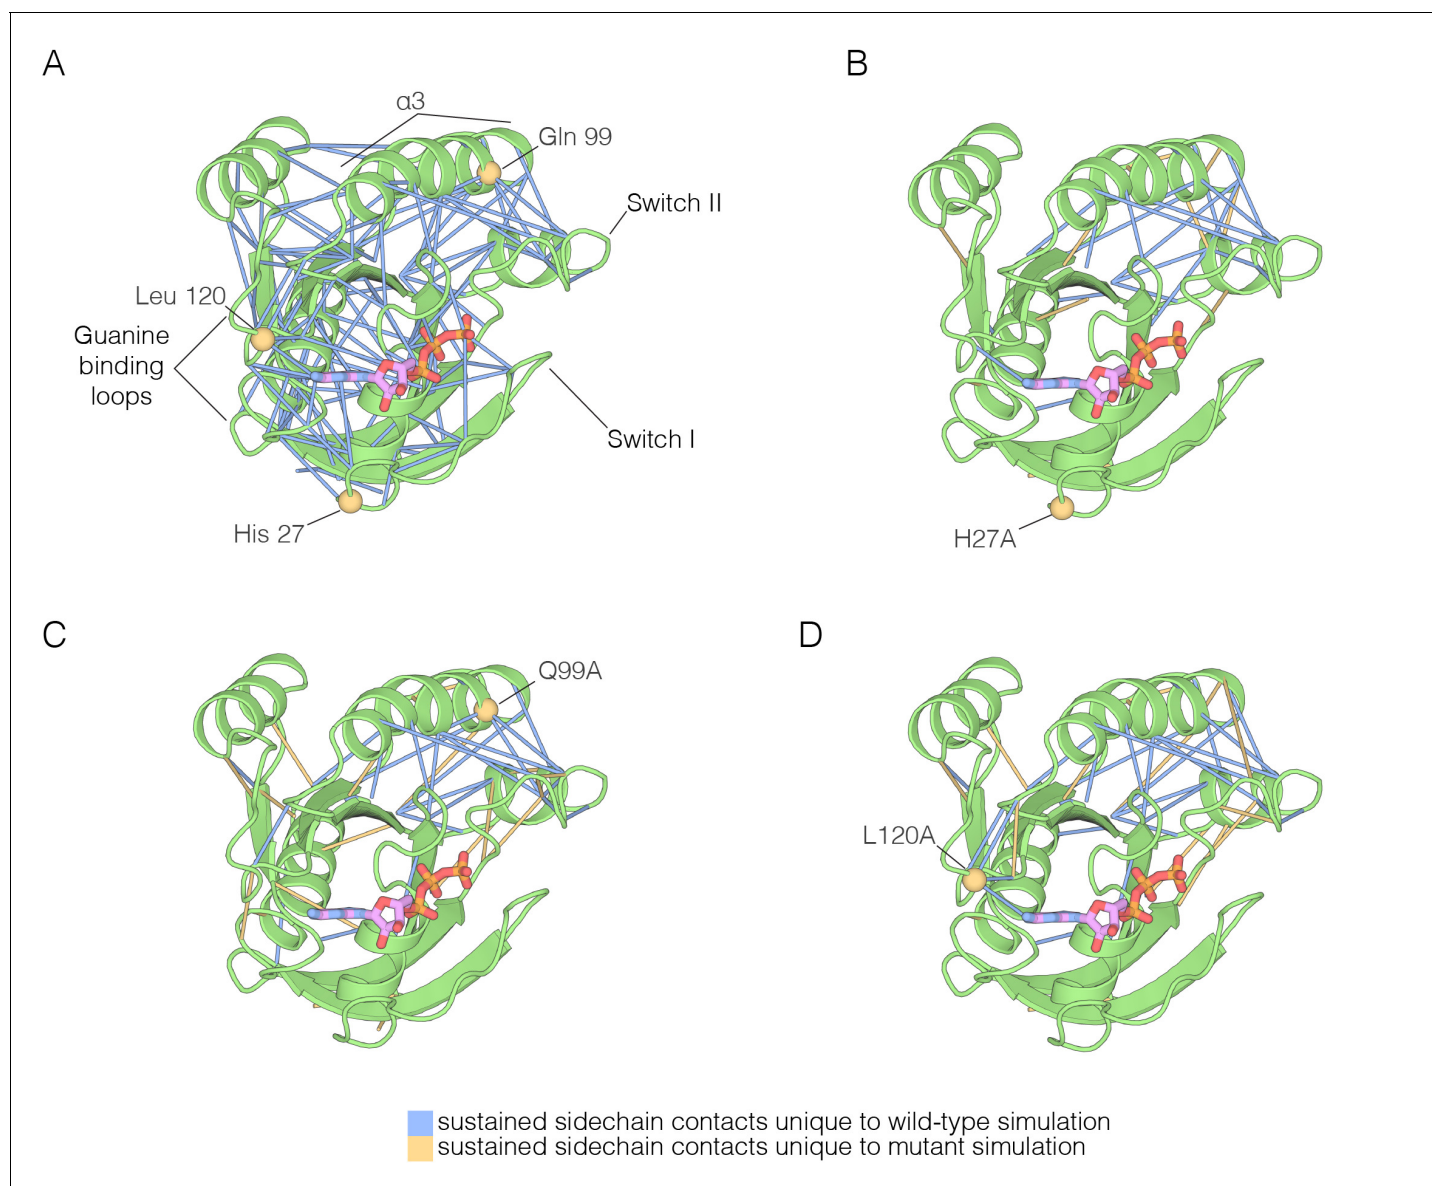 A
B
α3
Gln 99
Switch II
Leu 120
Guanine
binding
loops
Switch I
His 27
H27A
C
D
Q99A
L120A
sustained sidechain contacts unique to wild-type simulation
sustained sidechain contacts unique to mutant simulation